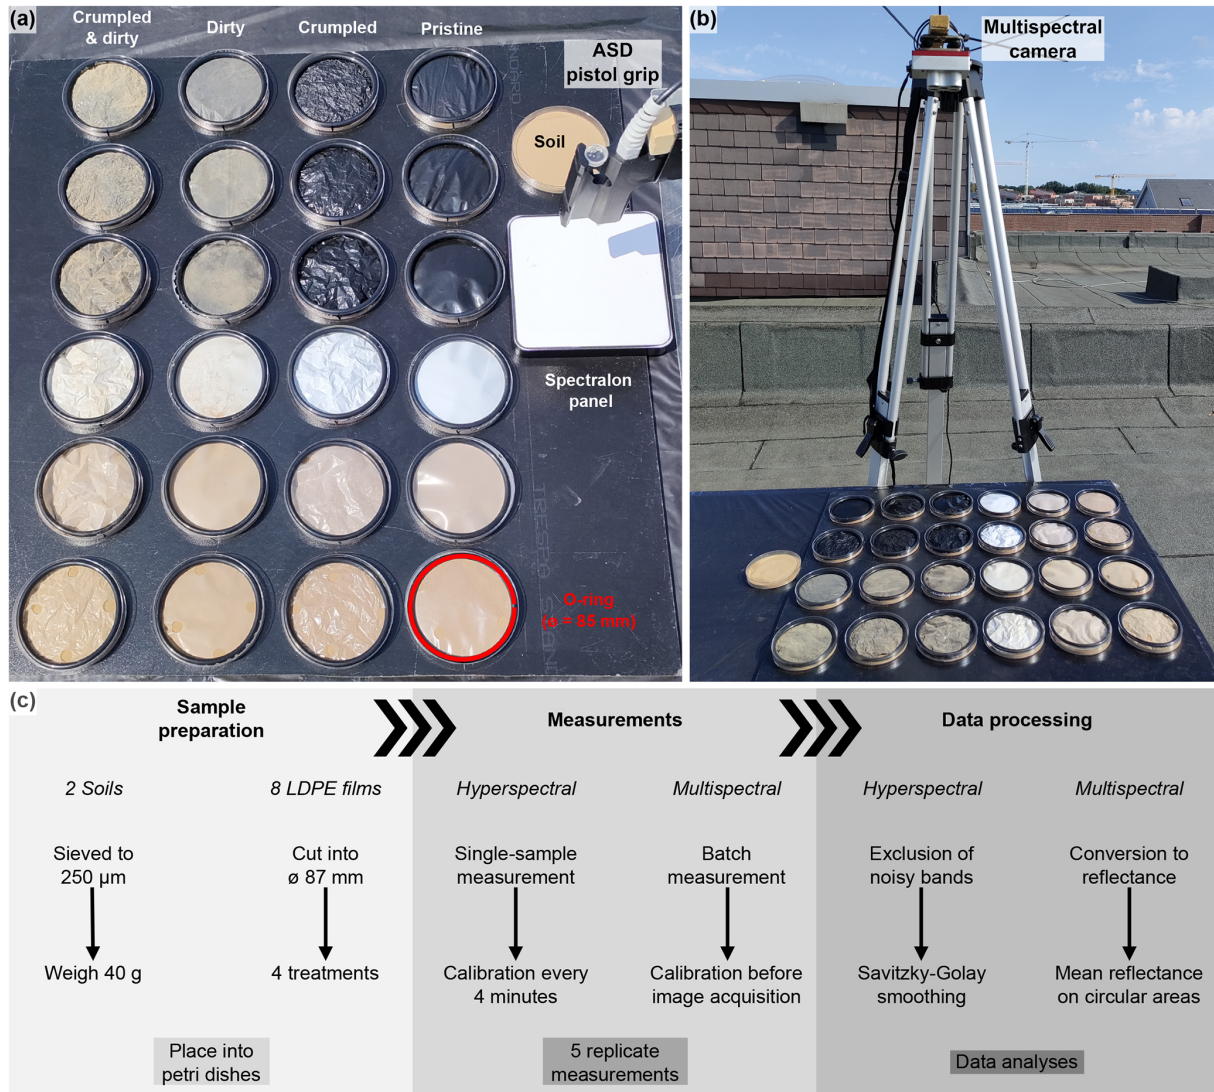 (a)
Crumpled
& dirty
Dirty
Crumpled
Pristine
ASD
pistol grip
Soil
Spectralon
panel
O-ring
(ø = 85 mm)
(b)
Multispectral
camera
(c)
Sample
preparation
Measurements
Data processing
2 Soils
8 LDPE films
Hyperspectral
Multispectral
Hyperspectral
Multispectral
Sieved to
250 µm
Cut into
ø 87 mm
Single-sample
measurement
Batch
measurement
Exclusion of
noisy bands
Conversion to
reflectance
Weigh 40 g
4 treatments
Calibration every
4 minutes
Calibration before
image acquisition
Savitzky-Golay
smoothing
Mean reflectance
on circular areas
Place into
petri dishes
5 replicate
measurements
Data analyses